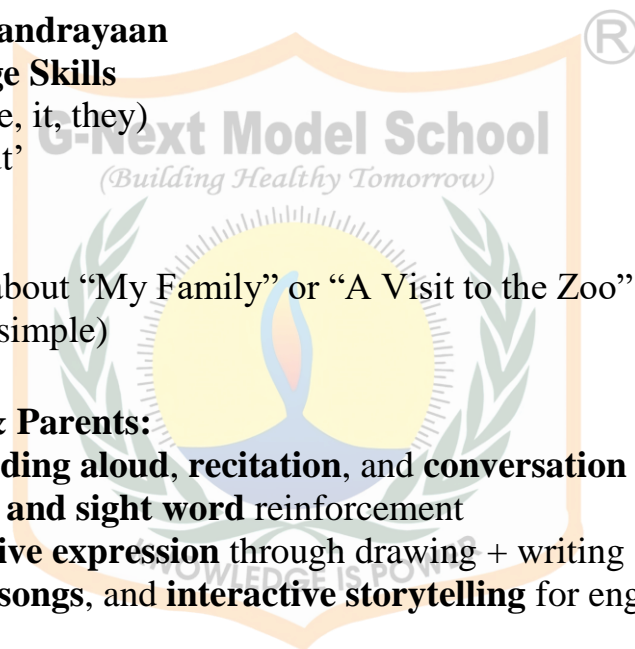 andrayaan
®
ge Skills
e, it, they)
G-Next Model School
ut’
(Building Healthy Tomorrow)
about “My Family” or “A Visit to the Zoo”
simple)
& Parents:
ding aloud, recitation, and conversation
and sight word reinforcement
ive expression through drawing + writing
KNOWLEDGE IS POWER
songs, and interactive storytelling for eng